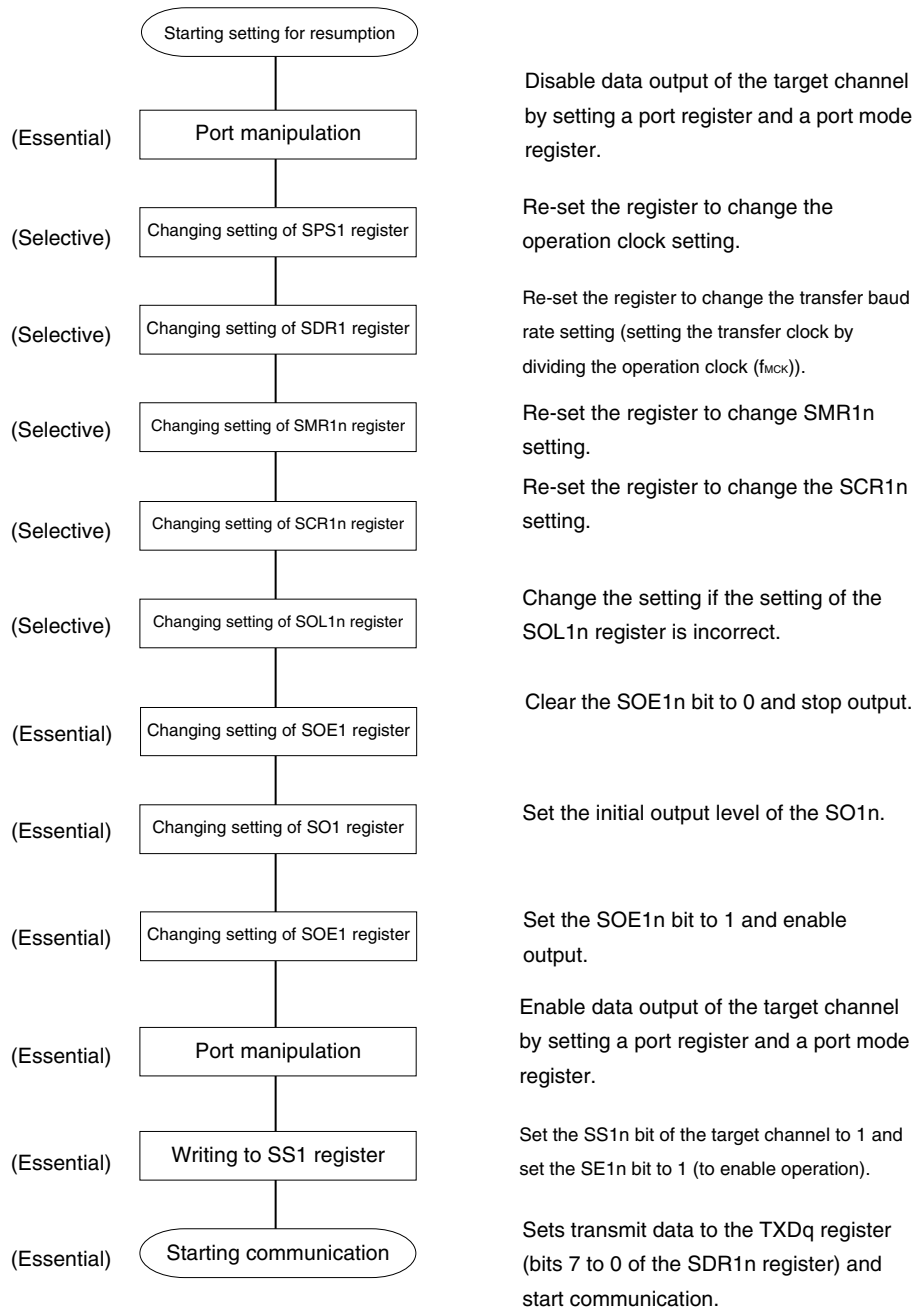 Starting setting for resumption
(Essential)
Port manipulation
Disable data output of the target channel
by setting a port register and a port mode
register.
(Selective)
Changing setting of SPS1 register
Re-set the register to change the
operation clock setting.
(Selective)
Changing setting of SDR1 register
Re-set the register to change the transfer baud
rate setting (setting the transfer clock by
dividing the operation clock (fMCK)).
(Selective)
Changing setting of SMR1n register
Re-set the register to change SMR1n
setting.
(Selective)
Changing setting of SCR1n register
Re-set the register to change the SCR1n
setting.
(Selective)
Changing setting of SOL1n register
Change the setting if the setting of the
SOL1n register is incorrect.
(Essential)
Changing setting of SOE1 register
Clear the SOE1n bit to 0 and stop output.
(Essential)
Changing setting of SO1 register
Set the initial output level of the SO1n.
(Essential)
Changing setting of SOE1 register
Set the SOE1n bit to 1 and enable
output.
(Essential)
Port manipulation
Enable data output of the target channel
by setting a port register and a port mode
register.
(Essential)
Writing to SS1 register
Set the SS1n bit of the target channel to 1 and
set the SE1n bit to 1 (to enable operation).
(Essential)
Starting communication
Sets transmit data to the TXDq register
(bits 7 to 0 of the SDR1n register) and
start communication.